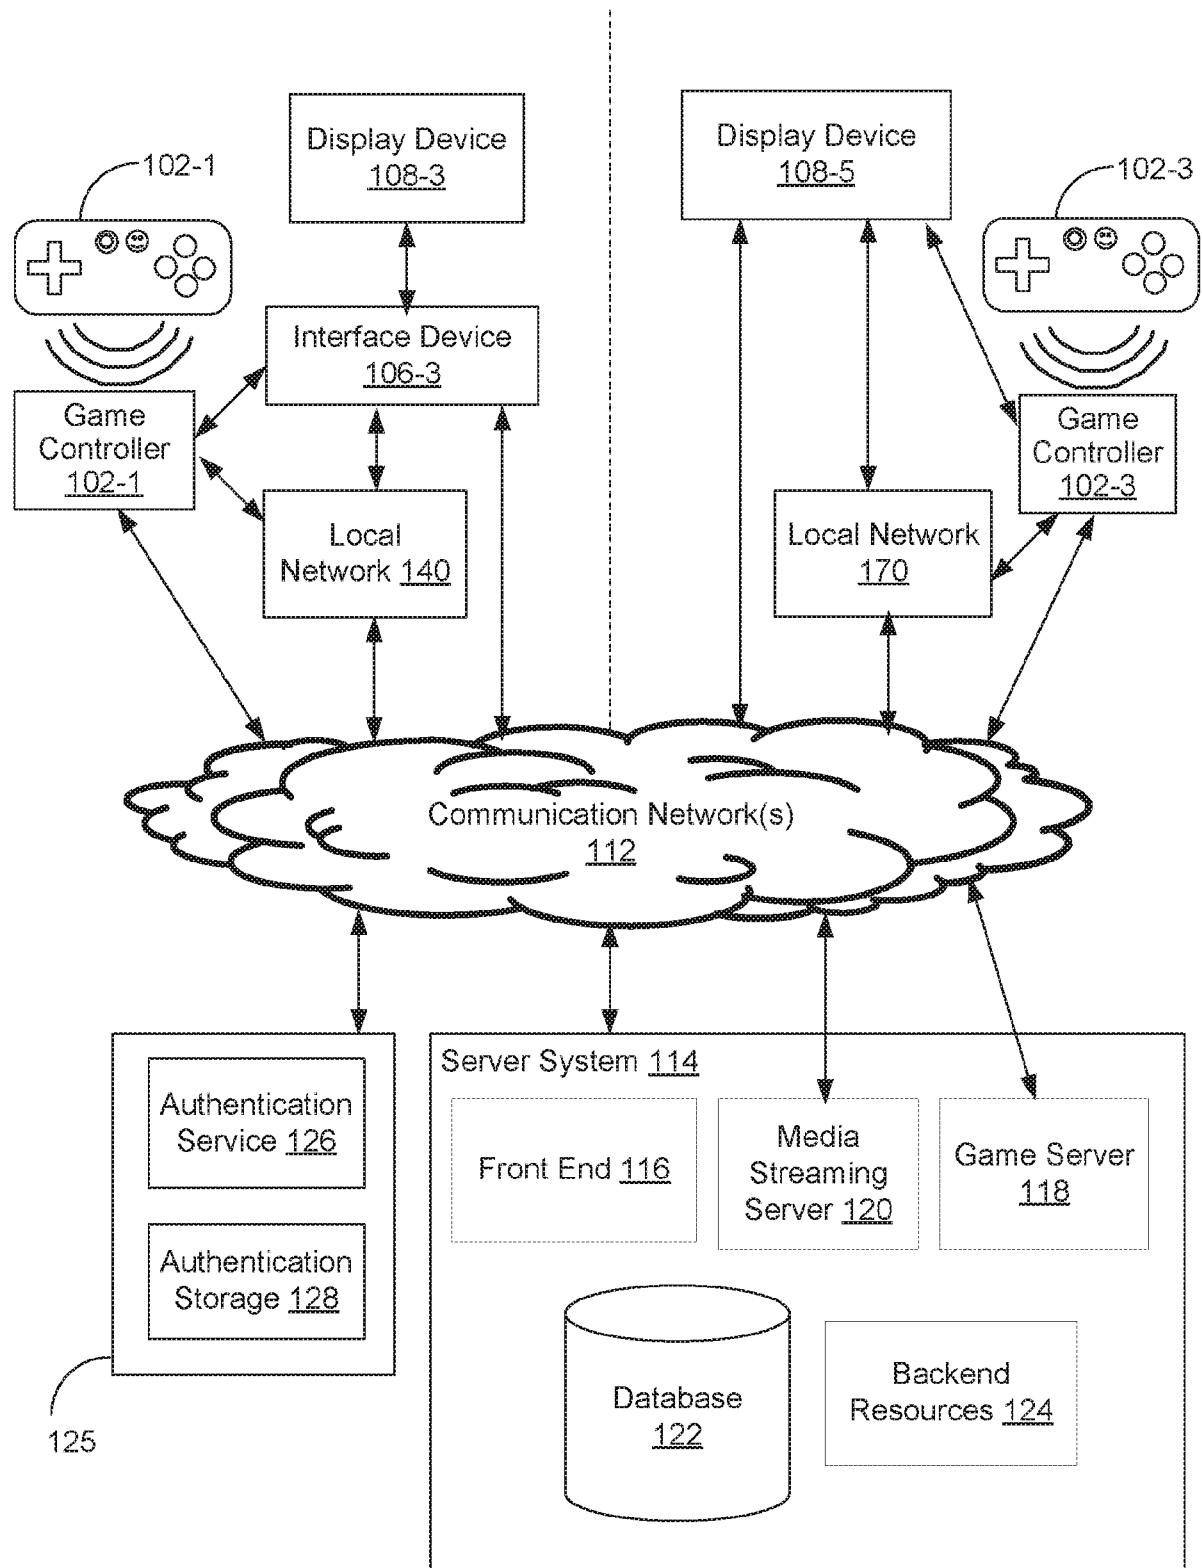 Display Device
108-3
Display Device
108-5
102-1
102-3
Interface Device
106-3
Game
Controller
102-1
Game
Controller
102-3
Local
Network 140
Local Network
170
Communication Network(s)
112
Server System 114
Authentication
Service 126
Front End 116
Media
Streaming
Server 120
Game Server
118
Authentication
Storage 128
Database
122
Backend
Resources 124
125